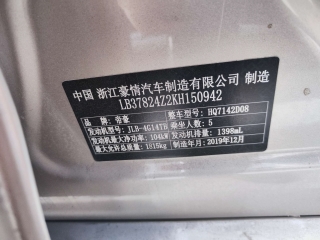 中国 浙江豪情汽车制造有限公司 制造
LB37824Z2KH150942
品牌：帝豪 整车型号：HQ7142D08
发动机型号：JLB-4G14TB 乘坐人数：5
发动机最大净功率：104kW 发动机排量：1398mL
最大允许总质量：1815kg 制造年月：2019年12月